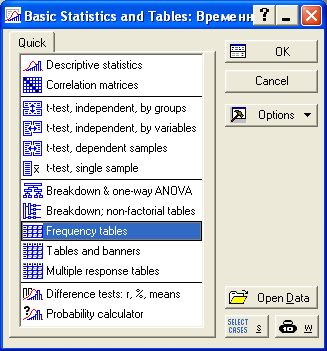 Basic Statistics and Tables: Временн
Quick
Descriptive statistics
Correlation matrices
t-test, independent, by groups
t-test, independent, by variables
t-test, dependent samples
t-test, single sample
Breakdown & one-way ANOVA
Breakdown; non-factorial tables
Frequency tables
Tables and banners
Multiple response tables
Difference tests: r, %, means
Probability calculator
OK
Cancel
Options
Open Data
SELECT CASES S
W